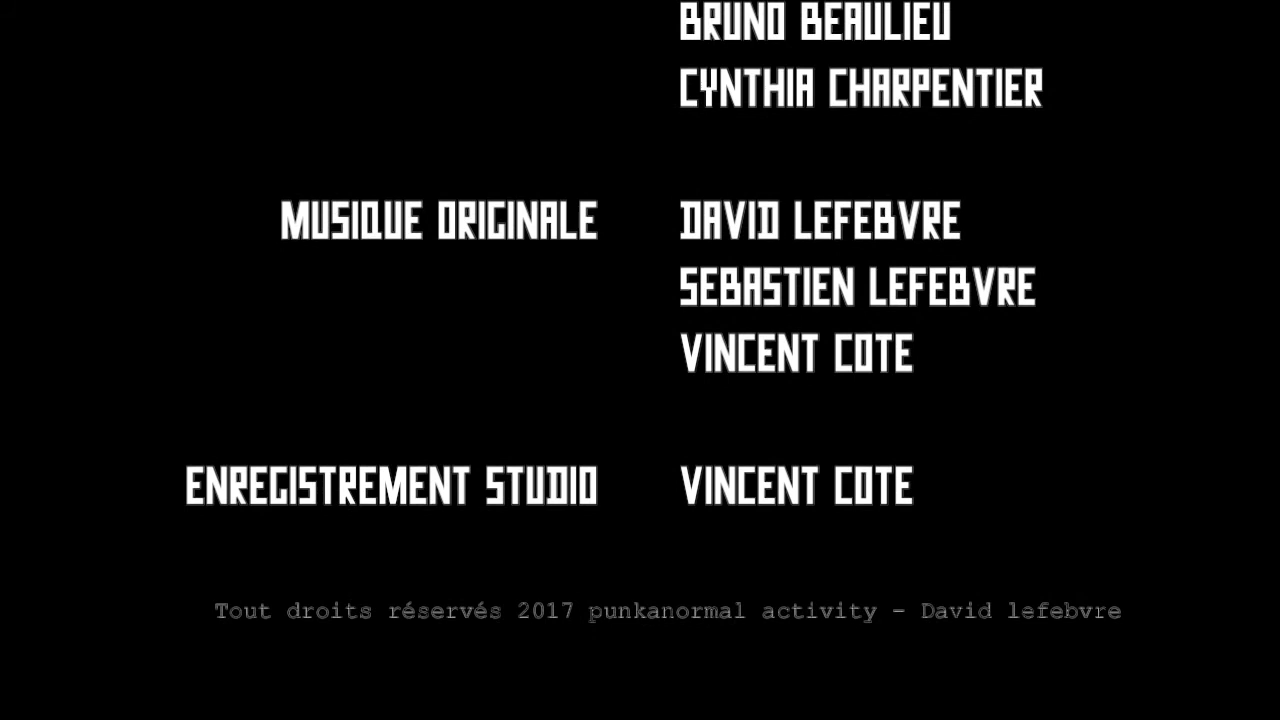 BRUNO BEAULIEU
CYNTHIA CHARPENTIER
MUSIQUE ORIGINALE DAVID LEFEBVRE
SEBASTIEN LEFEBVRE
VINCENT COTE
ENREGISTREMENT STUDIO VINCENT COTE
Tout droits réservés 2017 punkanormal activity - David lefebvre